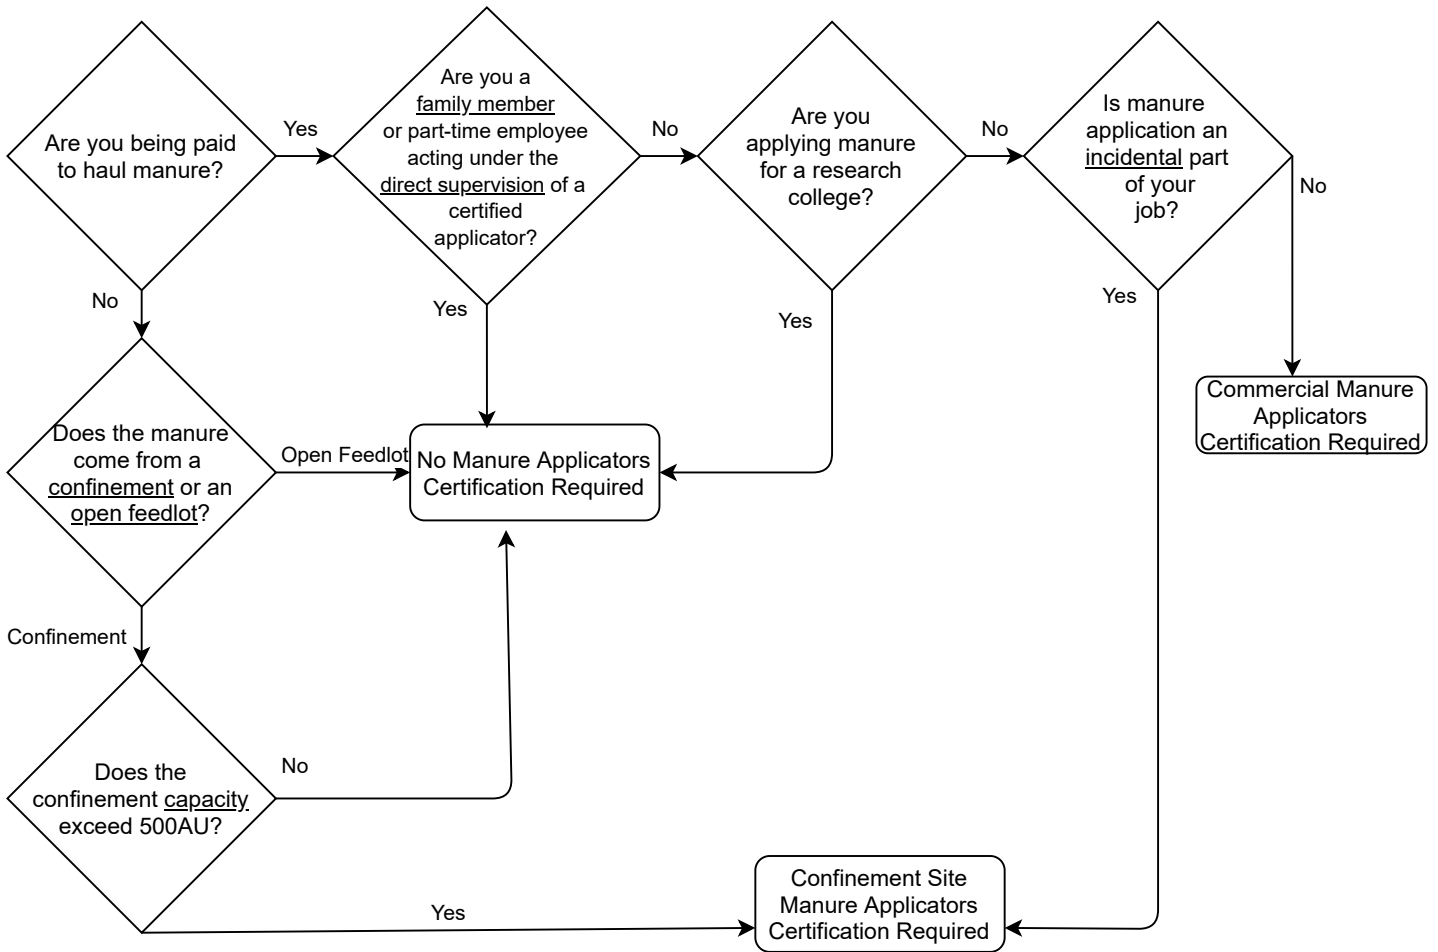 Are you being paid
to haul manure?
Yes
Are you a
family member
or part-time employee
acting under the
direct supervision of a
certified
applicator?
No
Are you
applying manure
for a research
college?
No
Is manure
application an
incidental part
of your
job?
No
No
Yes
Yes
Yes
Commercial Manure
Applicators
Certification Required
Does the manure
come from a
confinement or an
open feedlot?
Open Feedlot
No Manure Applicators
Certification Required
Confinement
Does the
confinement capacity
exceed 500AU?
No
Yes
Confinement Site
Manure Applicators
Certification Required